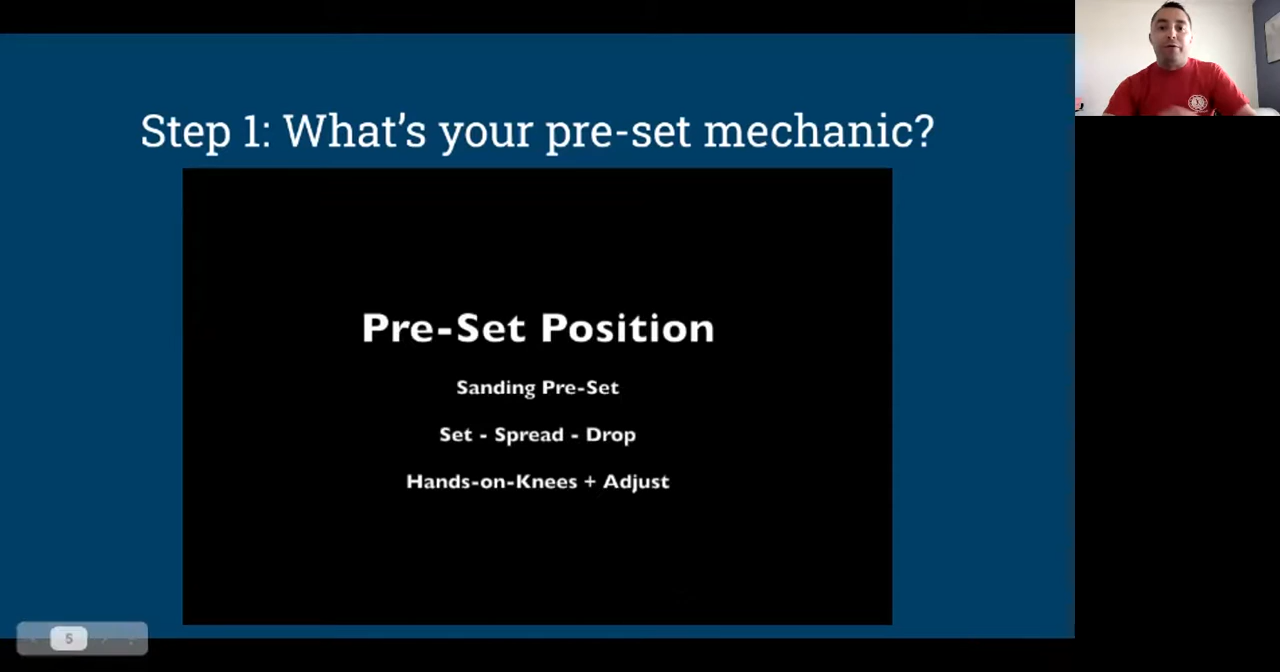 Step 1: What's your pre-set mechanic?
Pre-Set Position
Sanding Pre-Set
Set - Spread - Drop
Hands-on-Knees + Adjust
5